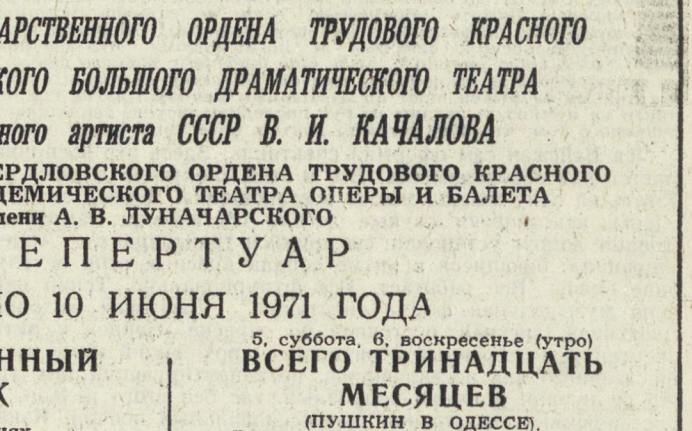 АРСТВЕННОГО ОРДЕНА ТРУДОВОГО КРАСНОГО
КОГО БОЛЬШОГО ДРАМАТИЧЕСКОГО ТЕАТРА
ного артиста СССР В. И. КАЧАЛОВА
ЕРДЛОВСКОГО ОРДЕНА ТРУДОВОГО КРАСНОГО
ДЕМИЧЕСКОГО ТЕАТРА ОПЕРЫ И БАЛЕТА
мени А. В. ЛУНАЧАРСКОГО
ЕПЕРТУАР
ПО 10 ИЮНЯ 1971 ГОДА
5, суббота, 6, воскресенье (утро)
ННЫЙ
ВСЕГО ТРИНАДЦАТЬ
К
МЕСЯЦЕВ
(ПУШКИН В ОДЕССЕ).